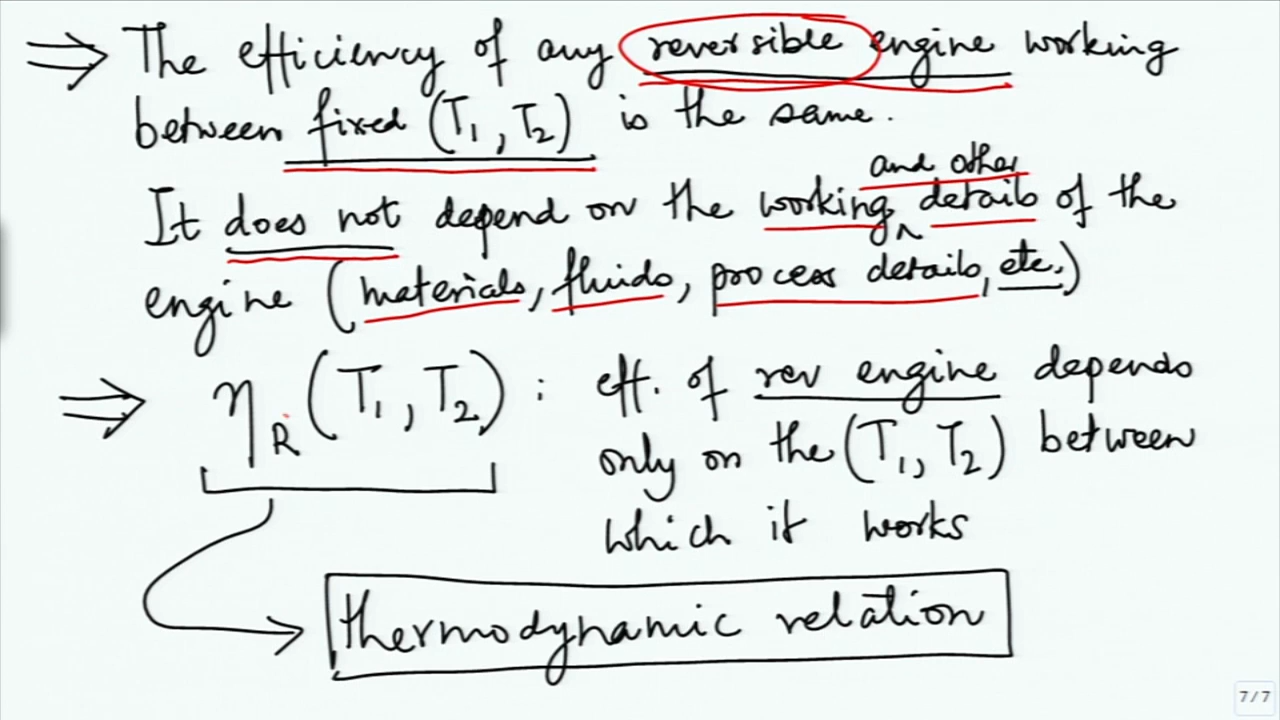 ⇒ The efficiency of any reversible engine working
between fixed (T₁, T₂) is the same.
It does not depend on the working and other details of the
engine (materials, fluids, process details, etc.)
⇒ η_R (T₁, T₂) : eff. of rev engine depends
only on the (T₁, T₂) between
which it works
thermodynamic relation
7/7